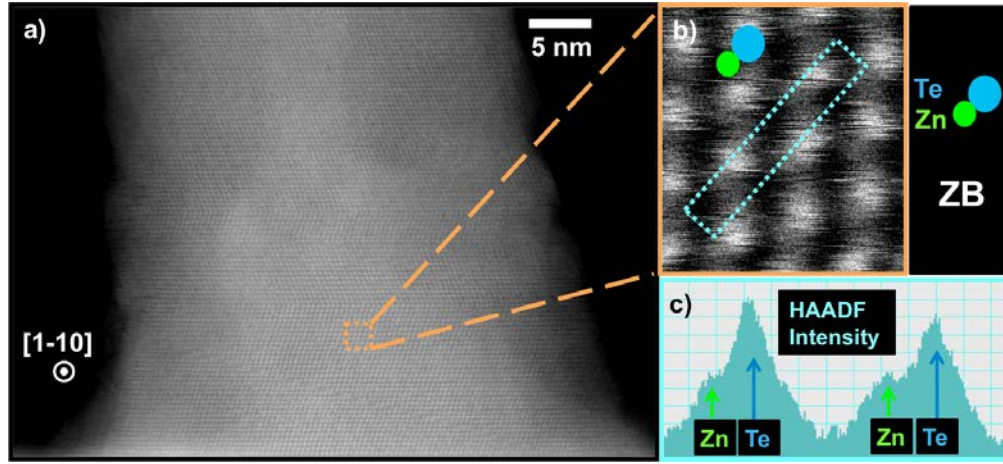 a)
5 nm
[1-10]
b)
Te
Zn
ZB
c)
HAADF
Intensity
Zn Te
Zn Te